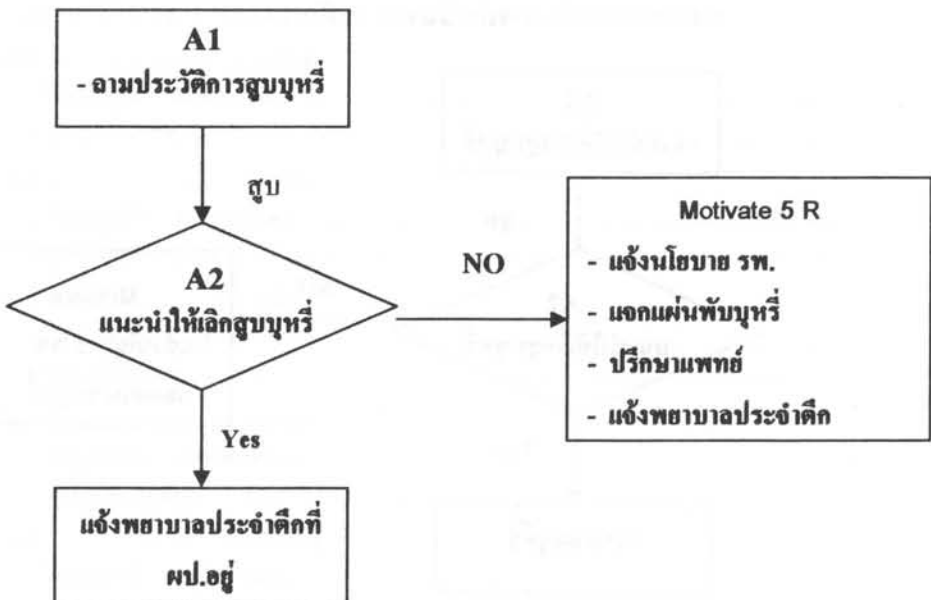 A1
- ถามประวัติการสูบบุหรี่
สูบ
A2
แนะนำให้เลิกสูบบุหรี่
NO
Motivate 5 R
- แจ้งนโยบาย รพ.
- แจกแผ่นพับบุหรี่
- ปรึกษาแพทย์
- แจ้งพยาบาลประจำตึก
Yes
แจ้งพยาบาลประจำตึกที่
ผป.อยู่